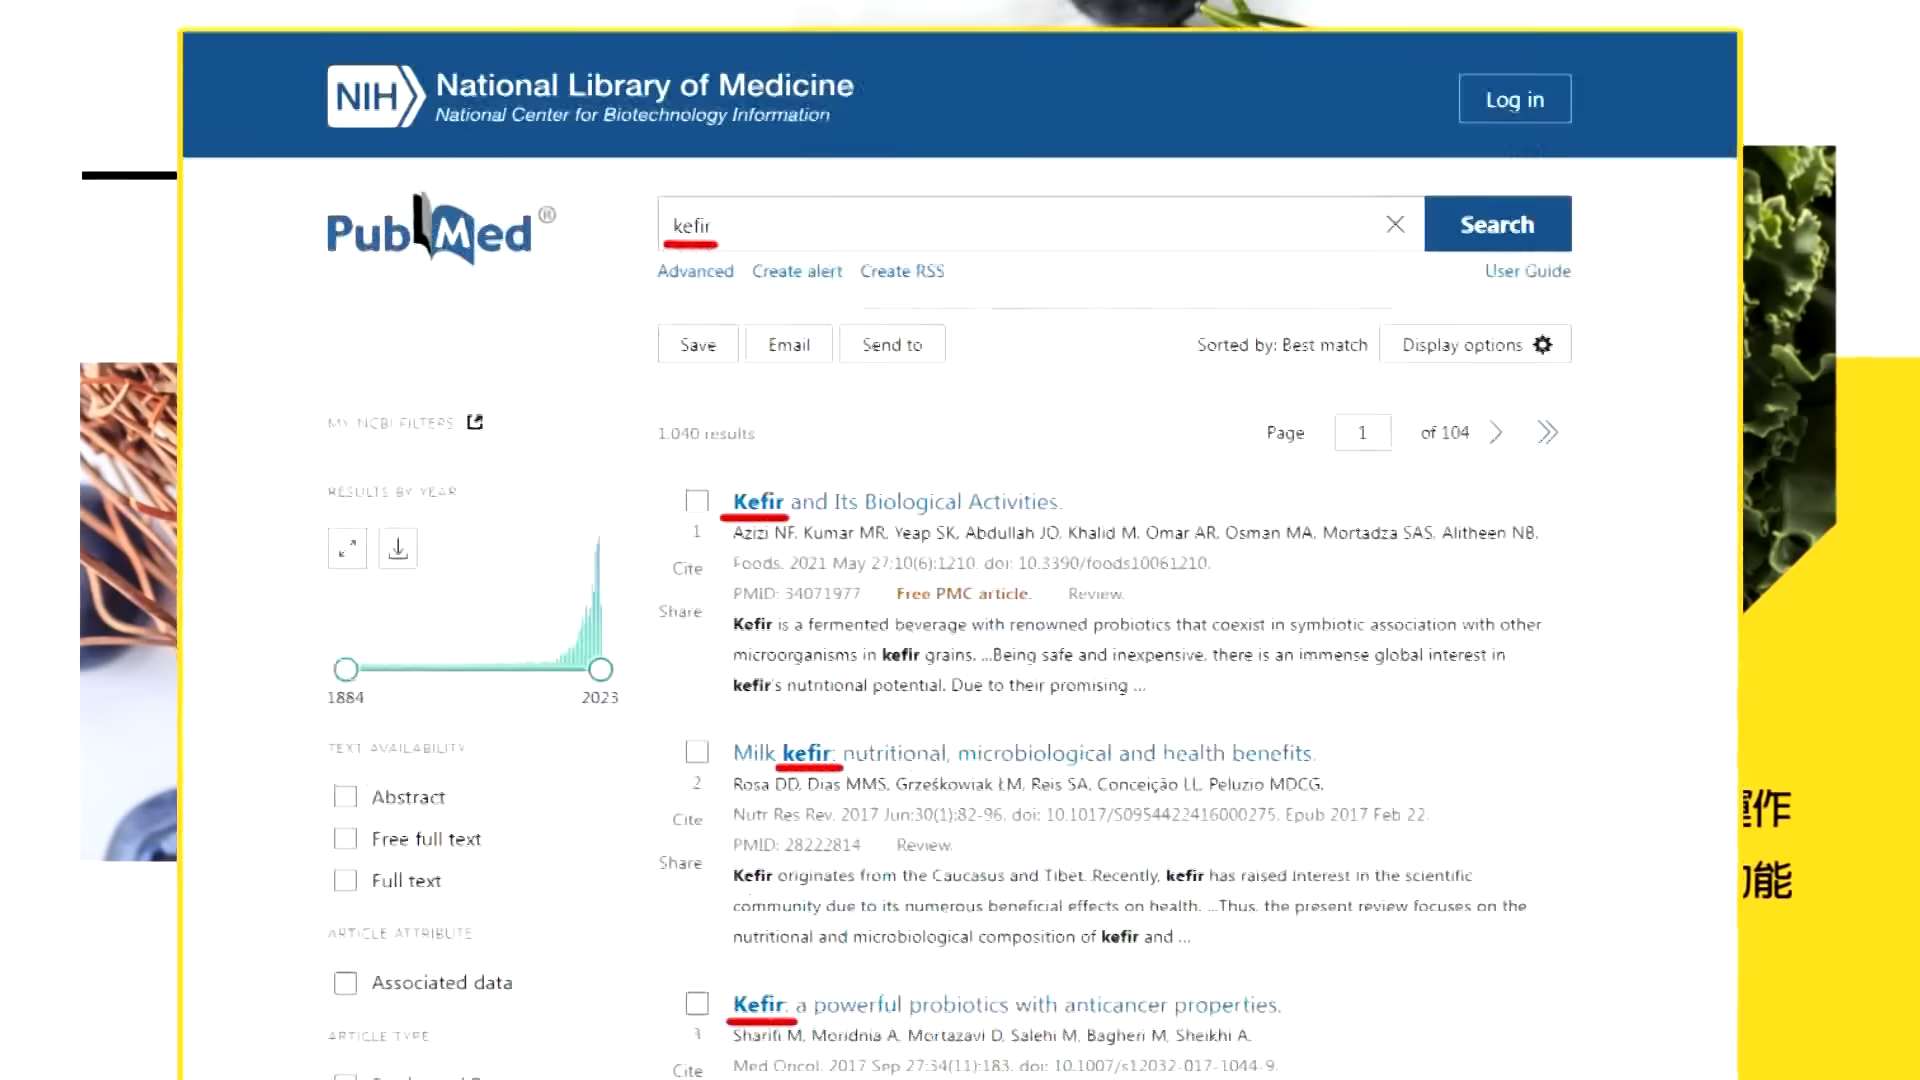 NIH National Library of Medicine
National Center for Biotechnology Information
Log in
PubMed®
kefir
Search
Advanced Create alert Create RSS
User Guide
Save Email Send to
Sorted by: Best match Display options
MY NCBI FILTERS
1,040 results
Page 1 of 104
RESULTS BY YEAR
1884 2023
TEXT AVAILABILITY
Abstract
Free full text
Full text
ARTICLE ATTRIBUTE
Associated data
ARTICLE TYPE
Kefir and Its Biological Activities.
1
Azizi NF, Kumar MR, Yeap SK, Abdullah JO, Khalid M, Omar AR, Osman MA, Mortadza SAS, Alitheen NB.
Cite
Foods. 2021 May 27;10(6):1210. doi: 10.3390/foods10061210.
PMID: 34071977 Free PMC article. Review.
Share
Kefir is a fermented beverage with renowned probiotics that coexist in symbiotic association with other
microorganisms in kefir grains. ...Being safe and inexpensive, there is an immense global interest in
kefir's nutritional potential. Due to their promising ...
Milk kefir: nutritional, microbiological and health benefits.
2
Rosa DD, Dias MMS, Grześkowiak ŁM, Reis SA, Conceição LL, Peluzio MDCG.
Cite
Nutr Res Rev. 2017 Jun;30(1):82-96. doi: 10.1017/S0954422416000275. Epub 2017 Feb 22.
PMID: 28222814 Review.
Share
Kefir originates from the Caucasus and Tibet. Recently, kefir has raised interest in the scientific
community due to its numerous beneficial effects on health. ...Thus, the present review focuses on the
nutritional and microbiological composition of kefir and ...
Kefir: a powerful probiotics with anticancer properties.
3
Sharifi M, Moridnia A, Mortazavi D, Salehi M, Bagheri M, Sheikhi A.
Cite
Med Oncol. 2017 Sep 27;34(11):183. doi: 10.1007/s12032-017-1044-9.
作
能